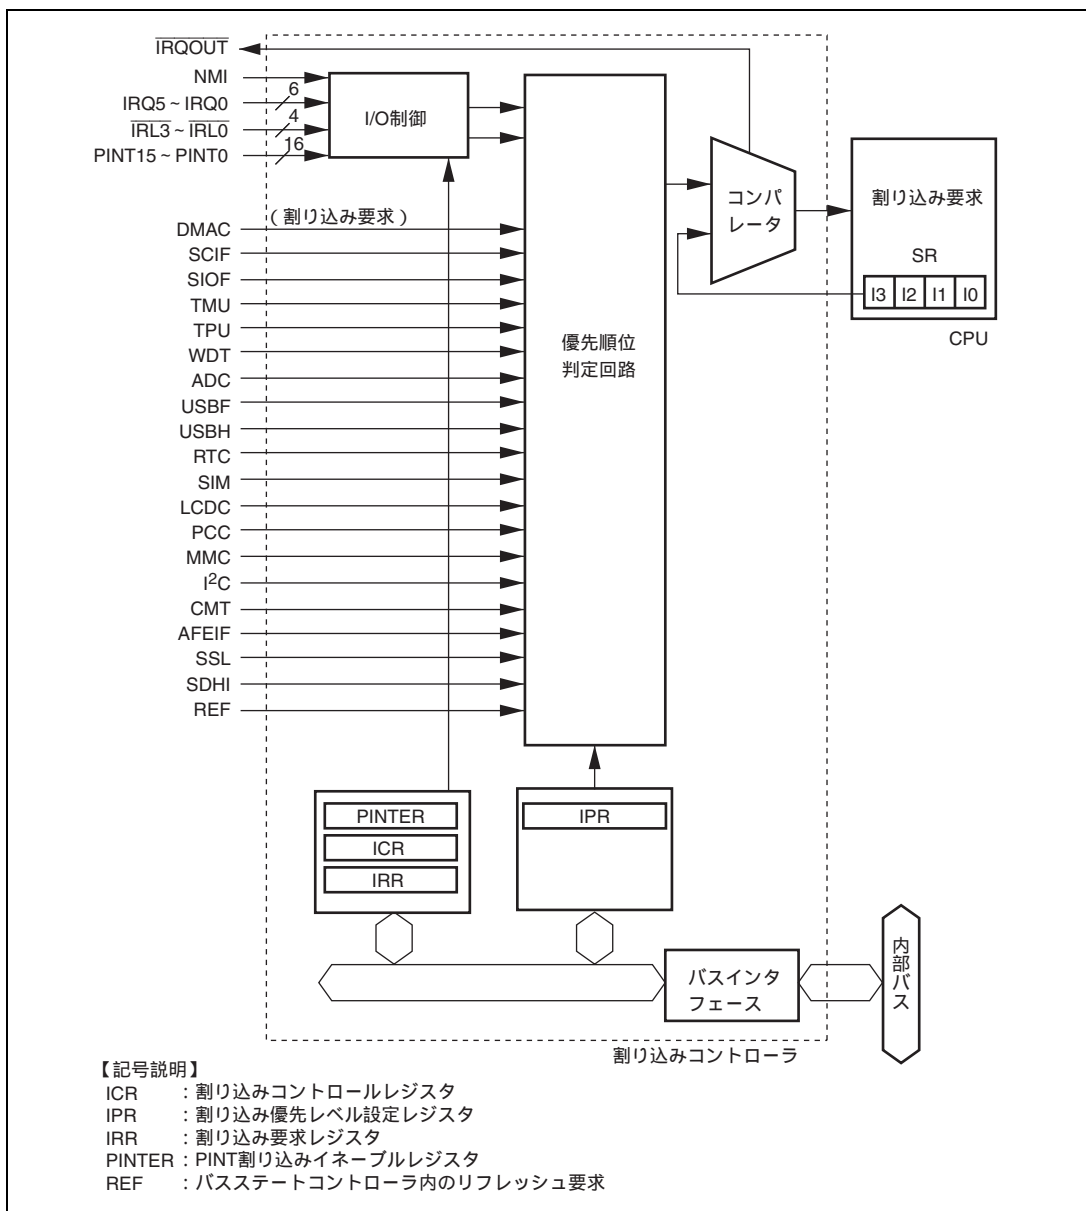 IRQOUT
NMI
IRQ5～IRQ0
6
IRL3～IRL0
4
PINT15～PINT0
16
I/O制御
DMAC
（割り込み要求）
SCIF
SIOF
TMU
TPU
WDT
ADC
USBF
USBH
RTC
SIM
LCDC
PCC
MMC
I²C
CMT
AFEIF
SSL
SDHI
REF
優先順位
判定回路
コンパ
レータ
割り込み要求
SR
I3 I2 I1 I0
CPU
PINTER
ICR
IRR
IPR
バスインタ
フェース
内部バス
割り込みコントローラ
【記号説明】
ICR ：割り込みコントロールレジスタ
IPR ：割り込み優先レベル設定レジスタ
IRR ：割り込み要求レジスタ
PINTER：PINT割り込みイネーブルレジスタ
REF ：バスステートコントローラ内のリフレッシュ要求